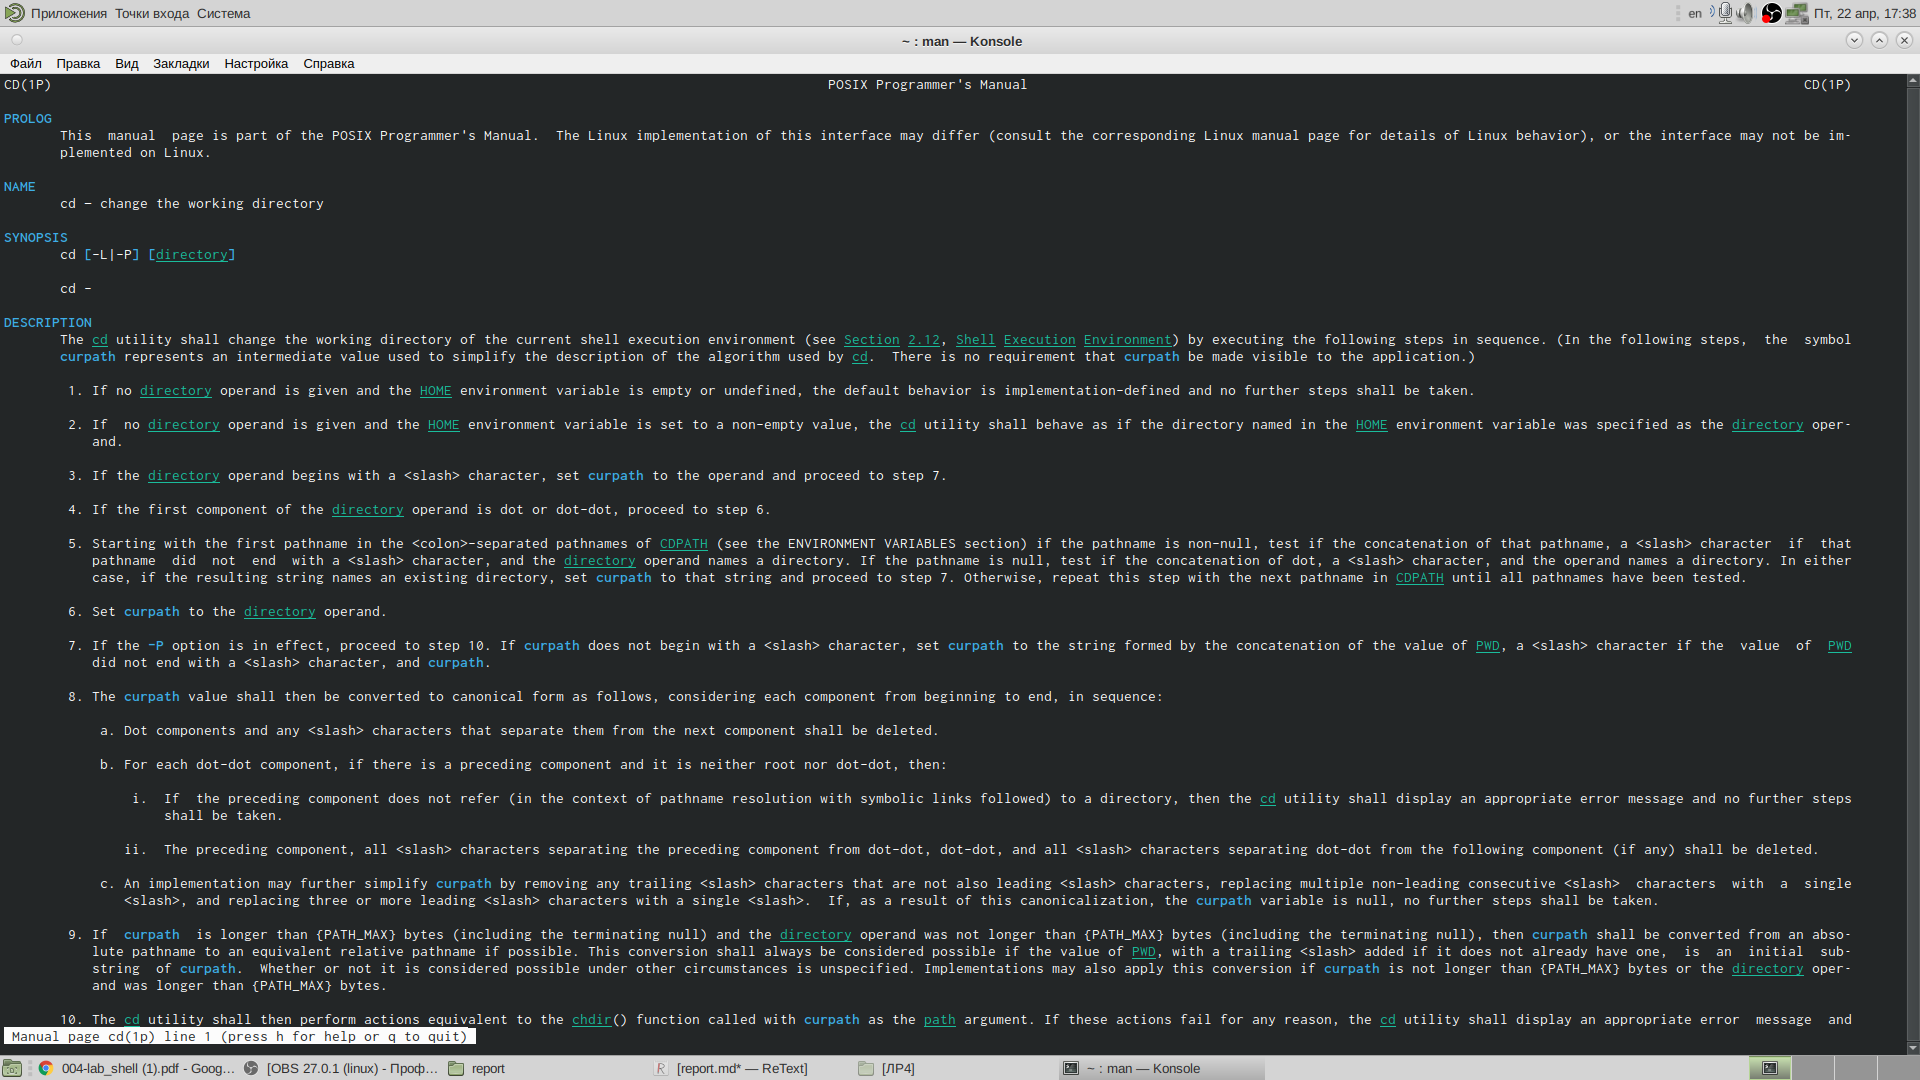 Приложения Точки входа Система en Пт, 22 апр, 17:38
~ : man — Konsole
Файл Правка Вид Закладки Настройка Справка
CD(1P) POSIX Programmer's Manual CD(1P)
PROLOG
This manual page is part of the POSIX Programmer's Manual. The Linux implementation of this interface may differ (consult the corresponding Linux manual page for details of Linux behavior), or the interface may not be im-
plemented on Linux.
NAME
cd - change the working directory
SYNOPSIS
cd [-L|-P] [directory]
cd -
DESCRIPTION
The cd utility shall change the working directory of the current shell execution environment (see Section 2.12, Shell Execution Environment) by executing the following steps in sequence. (In the following steps, the symbol
curpath represents an intermediate value used to simplify the description of the algorithm used by cd. There is no requirement that curpath be made visible to the application.)
1. If no directory operand is given and the HOME environment variable is empty or undefined, the default behavior is implementation-defined and no further steps shall be taken.
2. If no directory operand is given and the HOME environment variable is set to a non-empty value, the cd utility shall behave as if the directory named in the HOME environment variable was specified as the directory oper-
and.
3. If the directory operand begins with a <slash> character, set curpath to the operand and proceed to step 7.
4. If the first component of the directory operand is dot or dot-dot, proceed to step 6.
5. Starting with the first pathname in the <colon>-separated pathnames of CDPATH (see the ENVIRONMENT VARIABLES section) if the pathname is non-null, test if the concatenation of that pathname, a <slash> character if that
pathname did not end with a <slash> character, and the directory operand names a directory. If the pathname is null, test if the concatenation of dot, a <slash> character, and the operand names a directory. In either
case, if the resulting string names an existing directory, set curpath to that string and proceed to step 7. Otherwise, repeat this step with the next pathname in CDPATH until all pathnames have been tested.
6. Set curpath to the directory operand.
7. If the -P option is in effect, proceed to step 10. If curpath does not begin with a <slash> character, set curpath to the string formed by the concatenation of the value of PWD, a <slash> character if the value of PWD
did not end with a <slash> character, and curpath.
8. The curpath value shall then be converted to canonical form as follows, considering each component from beginning to end, in sequence:
a. Dot components and any <slash> characters that separate them from the next component shall be deleted.
b. For each dot-dot component, if there is a preceding component and it is neither root nor dot-dot, then:
i. If the preceding component does not refer (in the context of pathname resolution with symbolic links followed) to a directory, then the cd utility shall display an appropriate error message and no further steps
shall be taken.
ii. The preceding component, all <slash> characters separating the preceding component from dot-dot, dot-dot, and all <slash> characters separating dot-dot from the following component (if any) shall be deleted.
c. An implementation may further simplify curpath by removing any trailing <slash> characters that are not also leading <slash> characters, replacing multiple non-leading consecutive <slash> characters with a single
<slash>, and replacing three or more leading <slash> characters with a single <slash>. If, as a result of this canonicalization, the curpath variable is null, no further steps shall be taken.
9. If curpath is longer than {PATH_MAX} bytes (including the terminating null) and the directory operand was not longer than {PATH_MAX} bytes (including the terminating null), then curpath shall be converted from an abso-
lute pathname to an equivalent relative pathname if possible. This conversion shall always be considered possible if the value of PWD, with a trailing <slash> added if it does not already have one, is an initial sub-
string of curpath. Whether or not it is considered possible under other circumstances is unspecified. Implementations may also apply this conversion if curpath is not longer than {PATH_MAX} bytes or the directory oper-
and was longer than {PATH_MAX} bytes.
10. The cd utility shall then perform actions equivalent to the chdir() function called with curpath as the path argument. If these actions fail for any reason, the cd utility shall display an appropriate error message and
Manual page cd(1p) line 1 (press h for help or q to quit)
004-lab_shell (1).pdf - Goog... [OBS 27.0.1 (linux) - Проф... report [report.md* — ReText] [ЛР4] ~ : man — Konsole